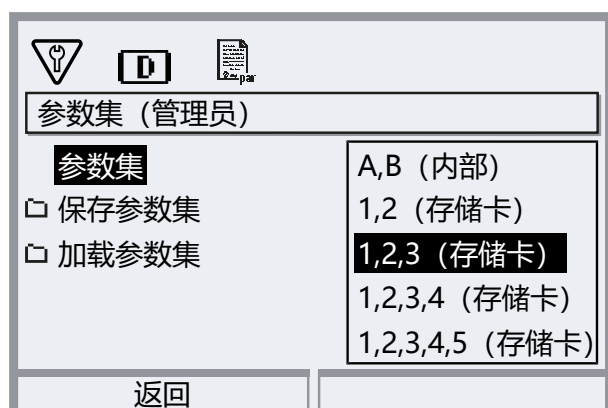 D
par
参数集（管理员）
参数集
保存参数集
加载参数集
A,B（内部）
1,2（存储卡）
1,2,3（存储卡）
1,2,3,4（存储卡）
1,2,3,4,5（存储卡）
返回